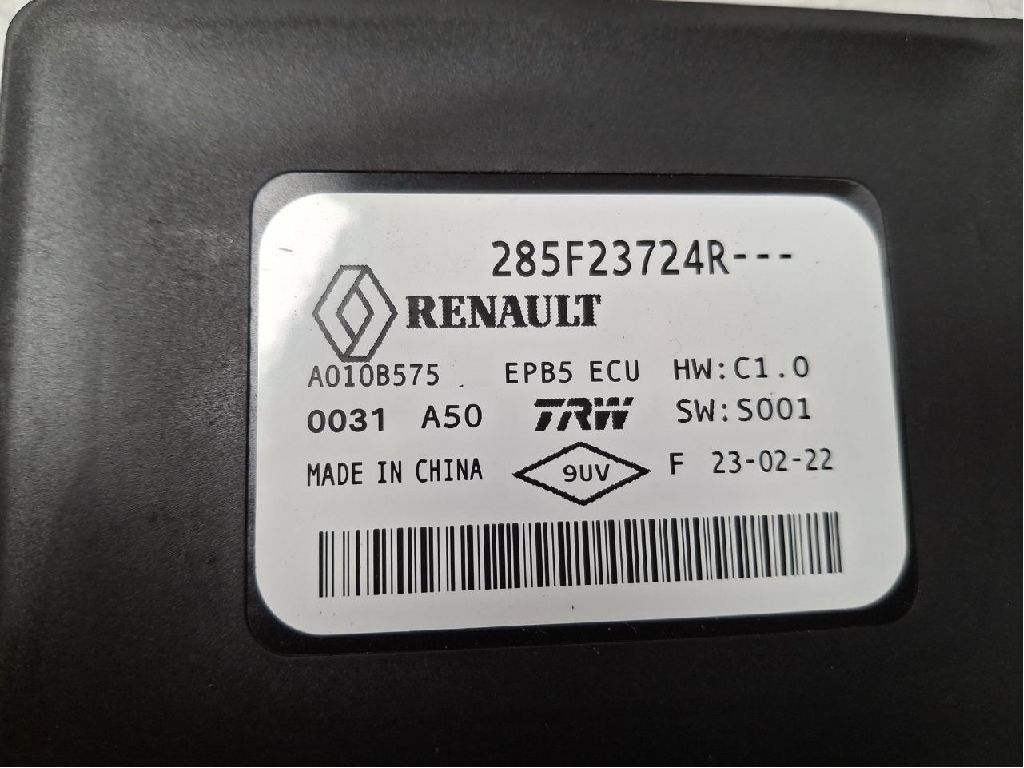 285F23724R---
RENAULT
A010B575 . EPB5 ECU HW:C1.0
0031 A50 TRW SW:S001
MADE IN CHINA 9UV F 23-02-22